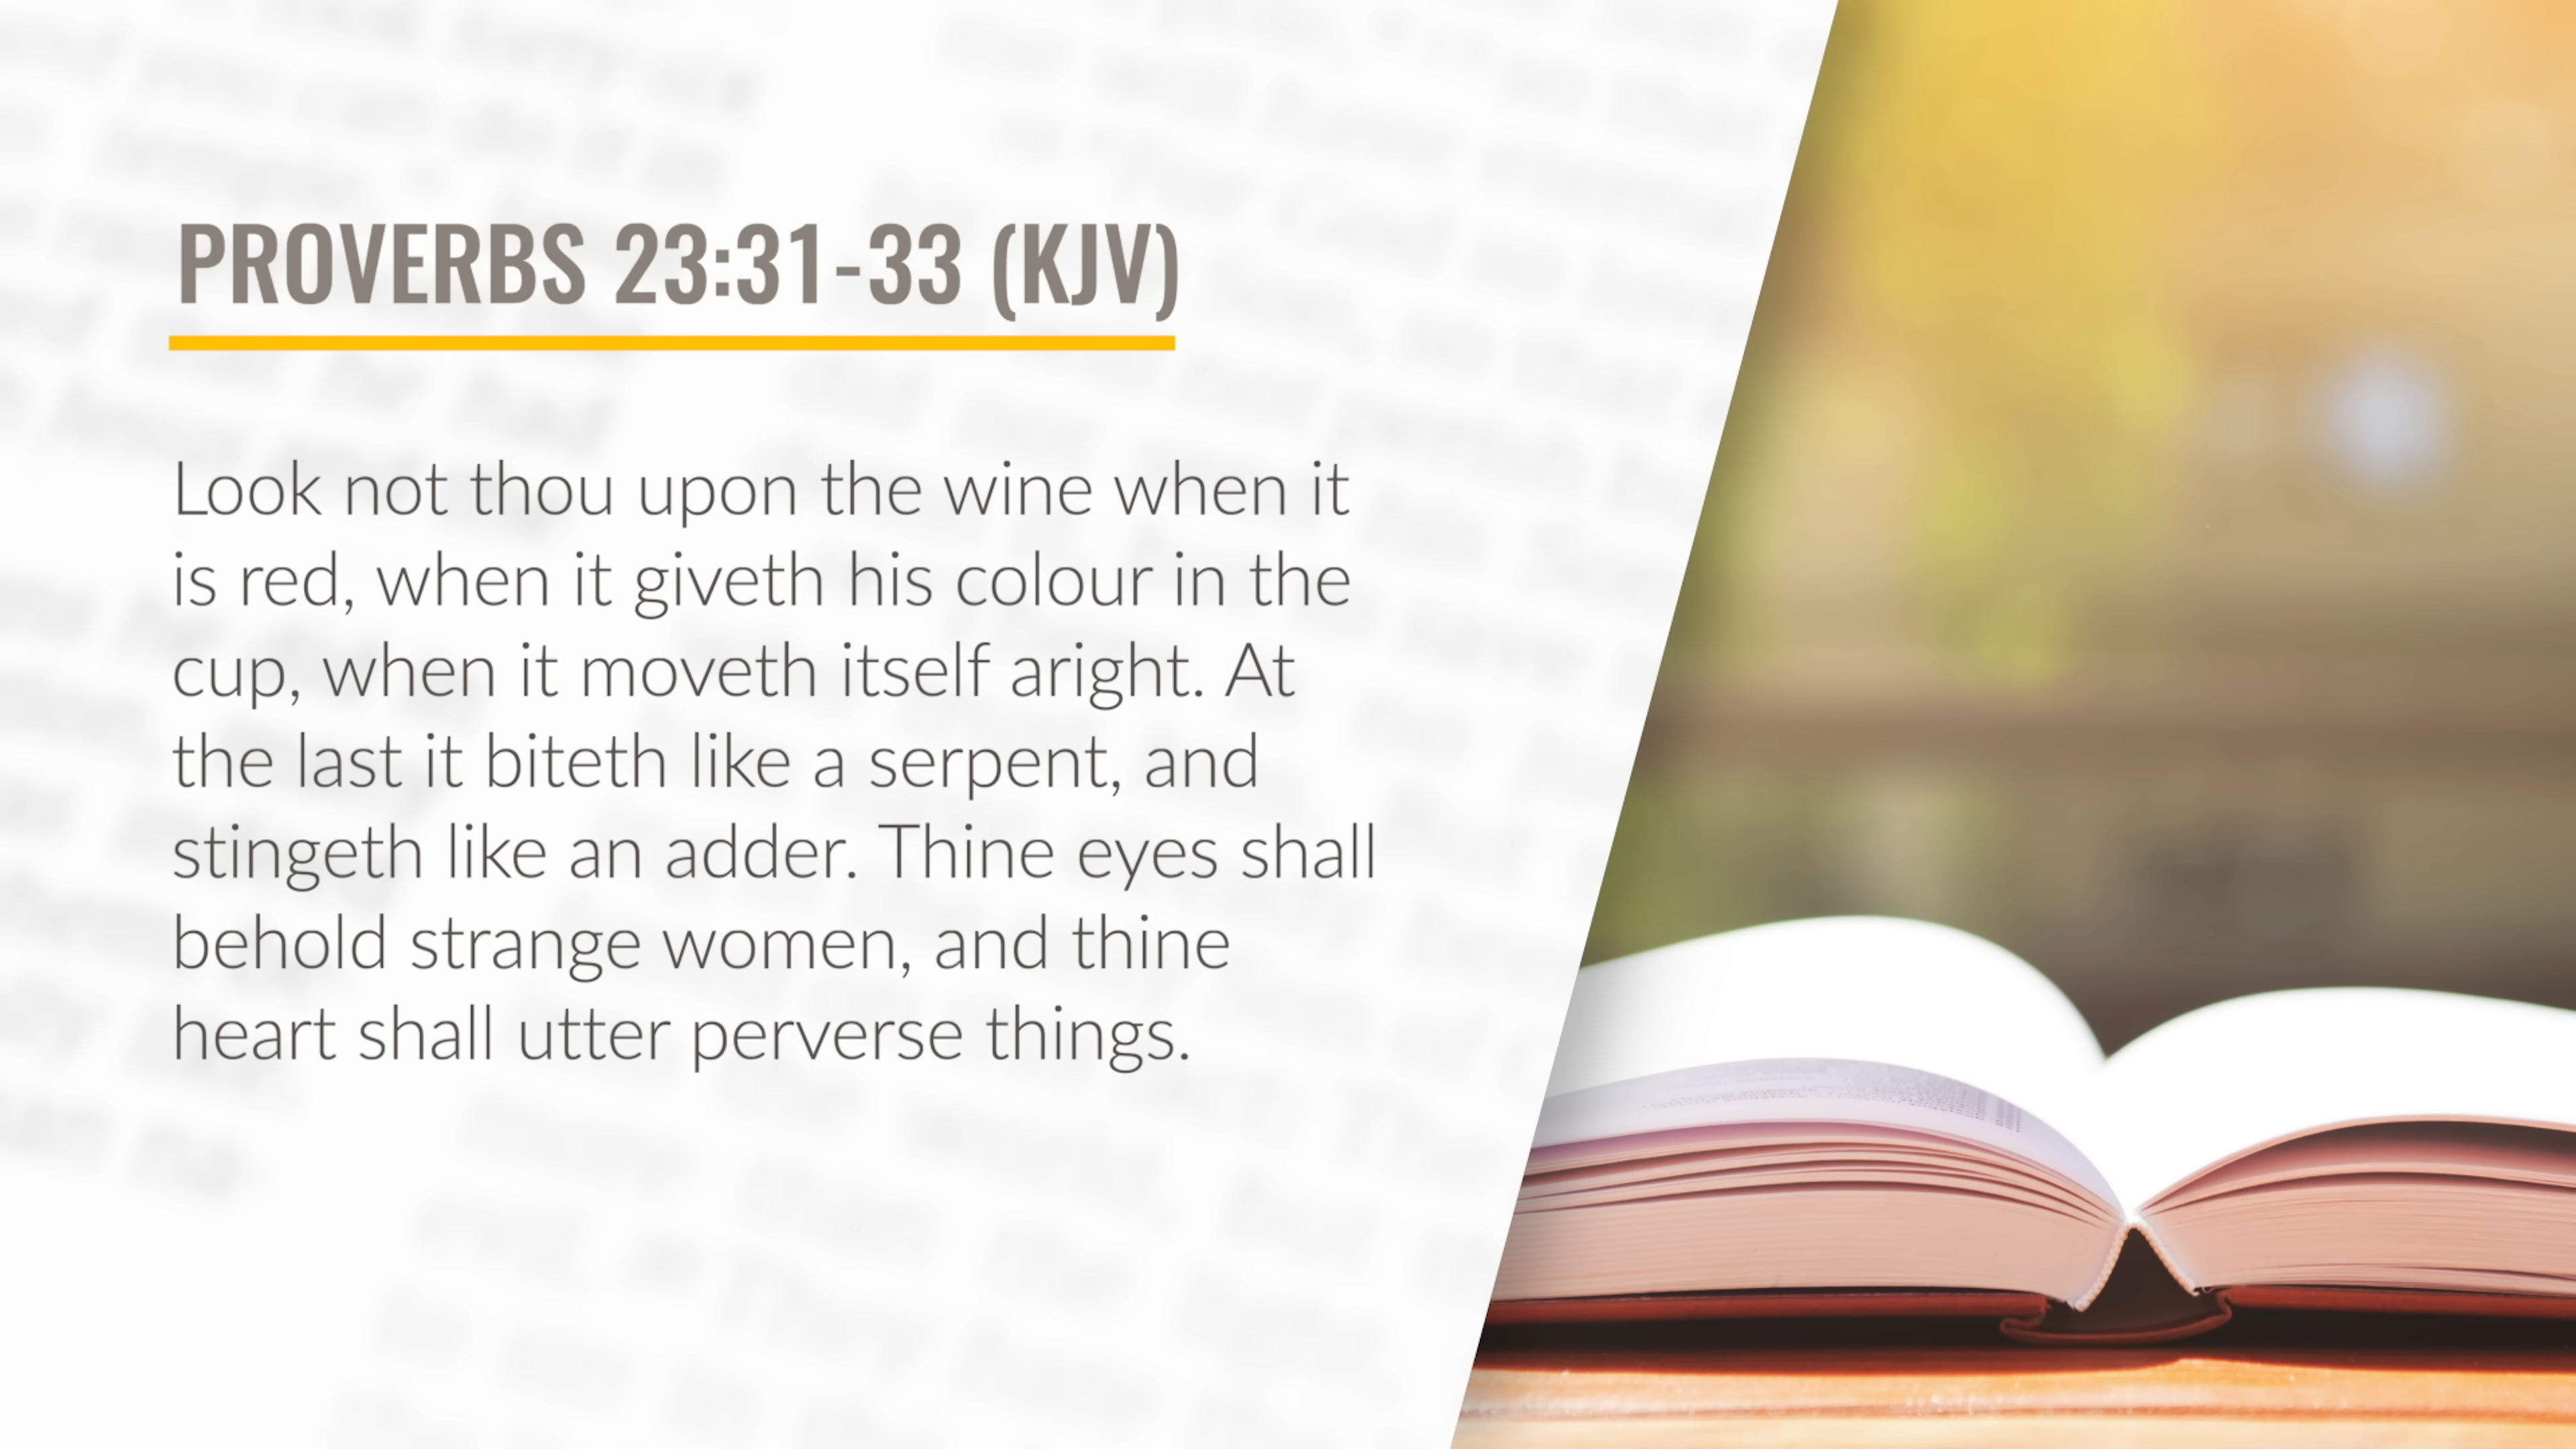 PROVERBS 23:31-33 (KJV)
Look not thou upon the wine when it
is red, when it giveth his colour in the
cup, when it moveth itself aright. At
the last it biteth like a serpent, and
stingeth like an adder. Thine eyes shall
behold strange women, and thine
heart shall utter perverse things.